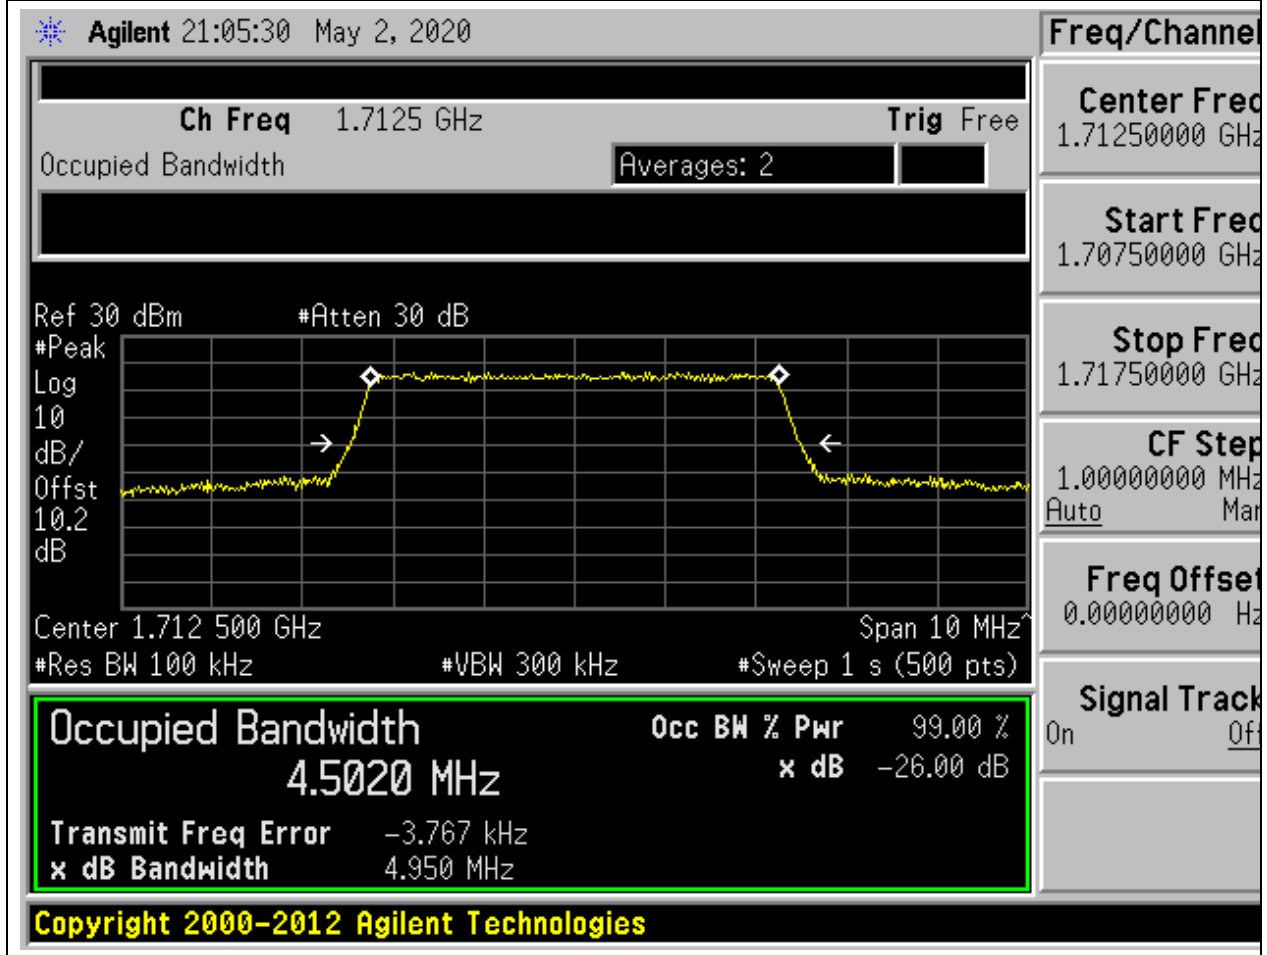 Agilent 21:05:30 May 2, 2020
Freq/Channel
Ch Freq 1.7125 GHz Trig Free
Occupied Bandwidth Averages: 2
Center Freq
1.71250000 GHz
Start Freq
1.70750000 GHz
Stop Freq
1.71750000 GHz
CF Step
1.00000000 MHz
Auto Man
Freq Offset
0.00000000 Hz
Signal Track
On Off
Ref 30 dBm #Atten 30 dB
#Peak
Log
10
dB/
Offst
10.2
dB
Center 1.712 500 GHz Span 10 MHz^
#Res BW 100 kHz #VBW 300 kHz #Sweep 1 s (500 pts)
Occupied Bandwidth Occ BW % Pwr 99.00 %
4.5020 MHz x dB -26.00 dB
Transmit Freq Error -3.767 kHz
x dB Bandwidth 4.950 MHz
Copyright 2000-2012 Agilent Technologies